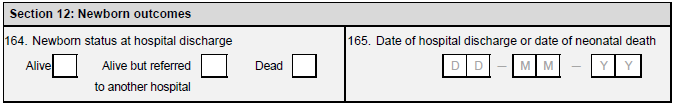 Section 12: Newborn outcomes
164. Newborn status at hospital discharge
Alive Alive but referred to another hospital Dead
165. Date of hospital discharge or date of neonatal death
D D – M M – Y Y